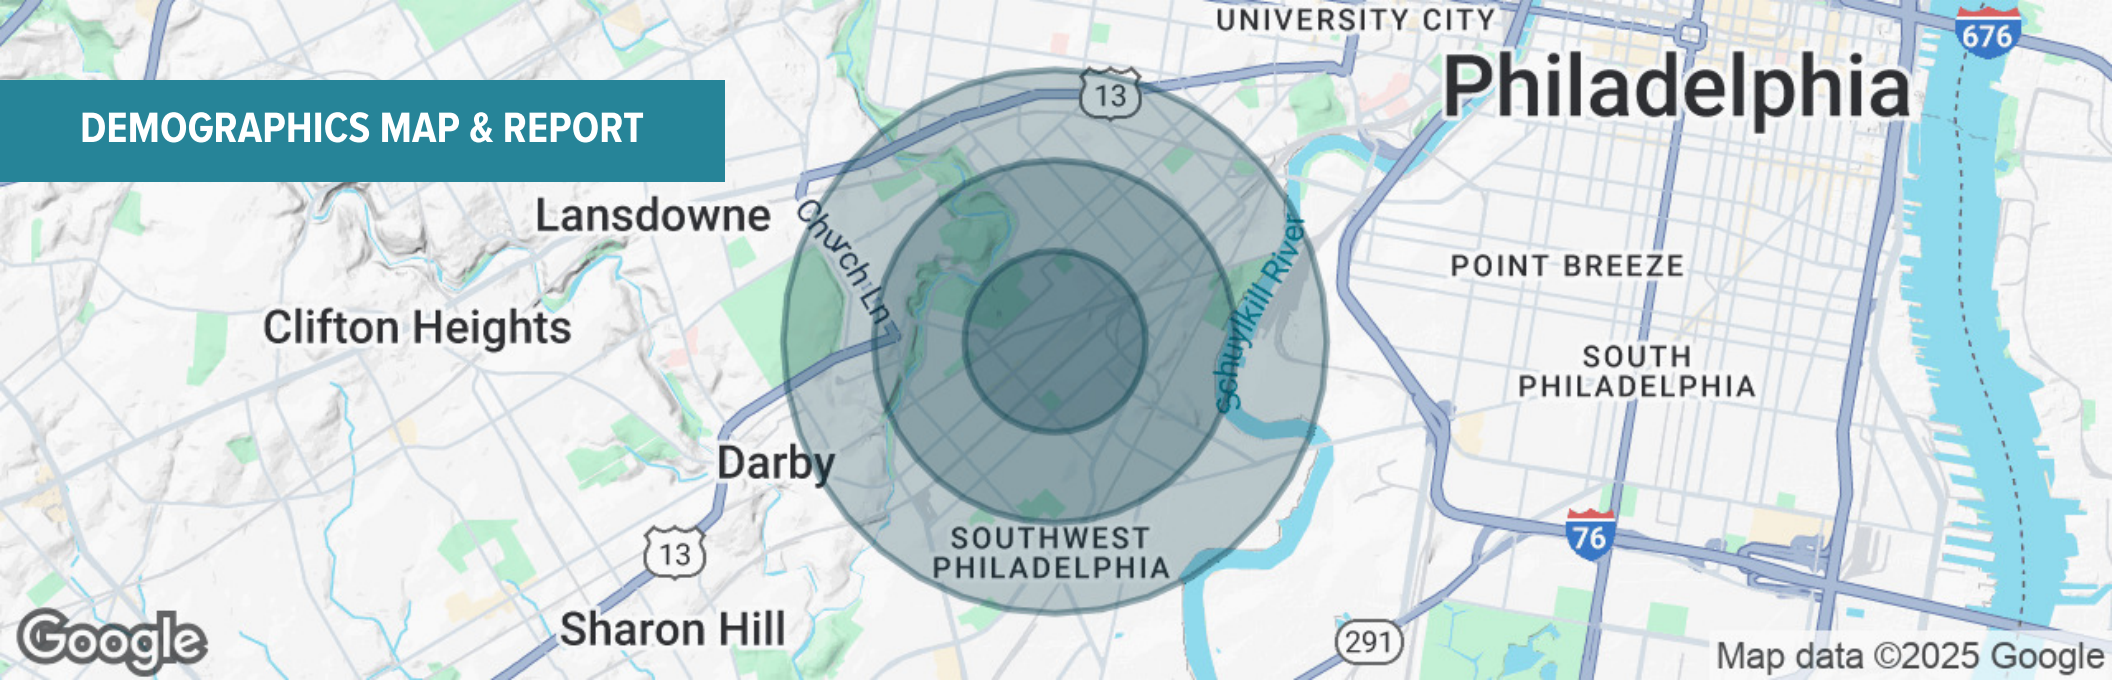 UNIVERSITY CITY
676
Philadelphia
13
DEMOGRAPHICS MAP & REPORT
Lansdowne
Church Ln
Schuylkill River
POINT BREEZE
Clifton Heights
SOUTH
PHILADELPHIA
Darby
SOUTHWEST
PHILADELPHIA
13
76
Sharon Hill
291
Google
Map data ©2025 Google